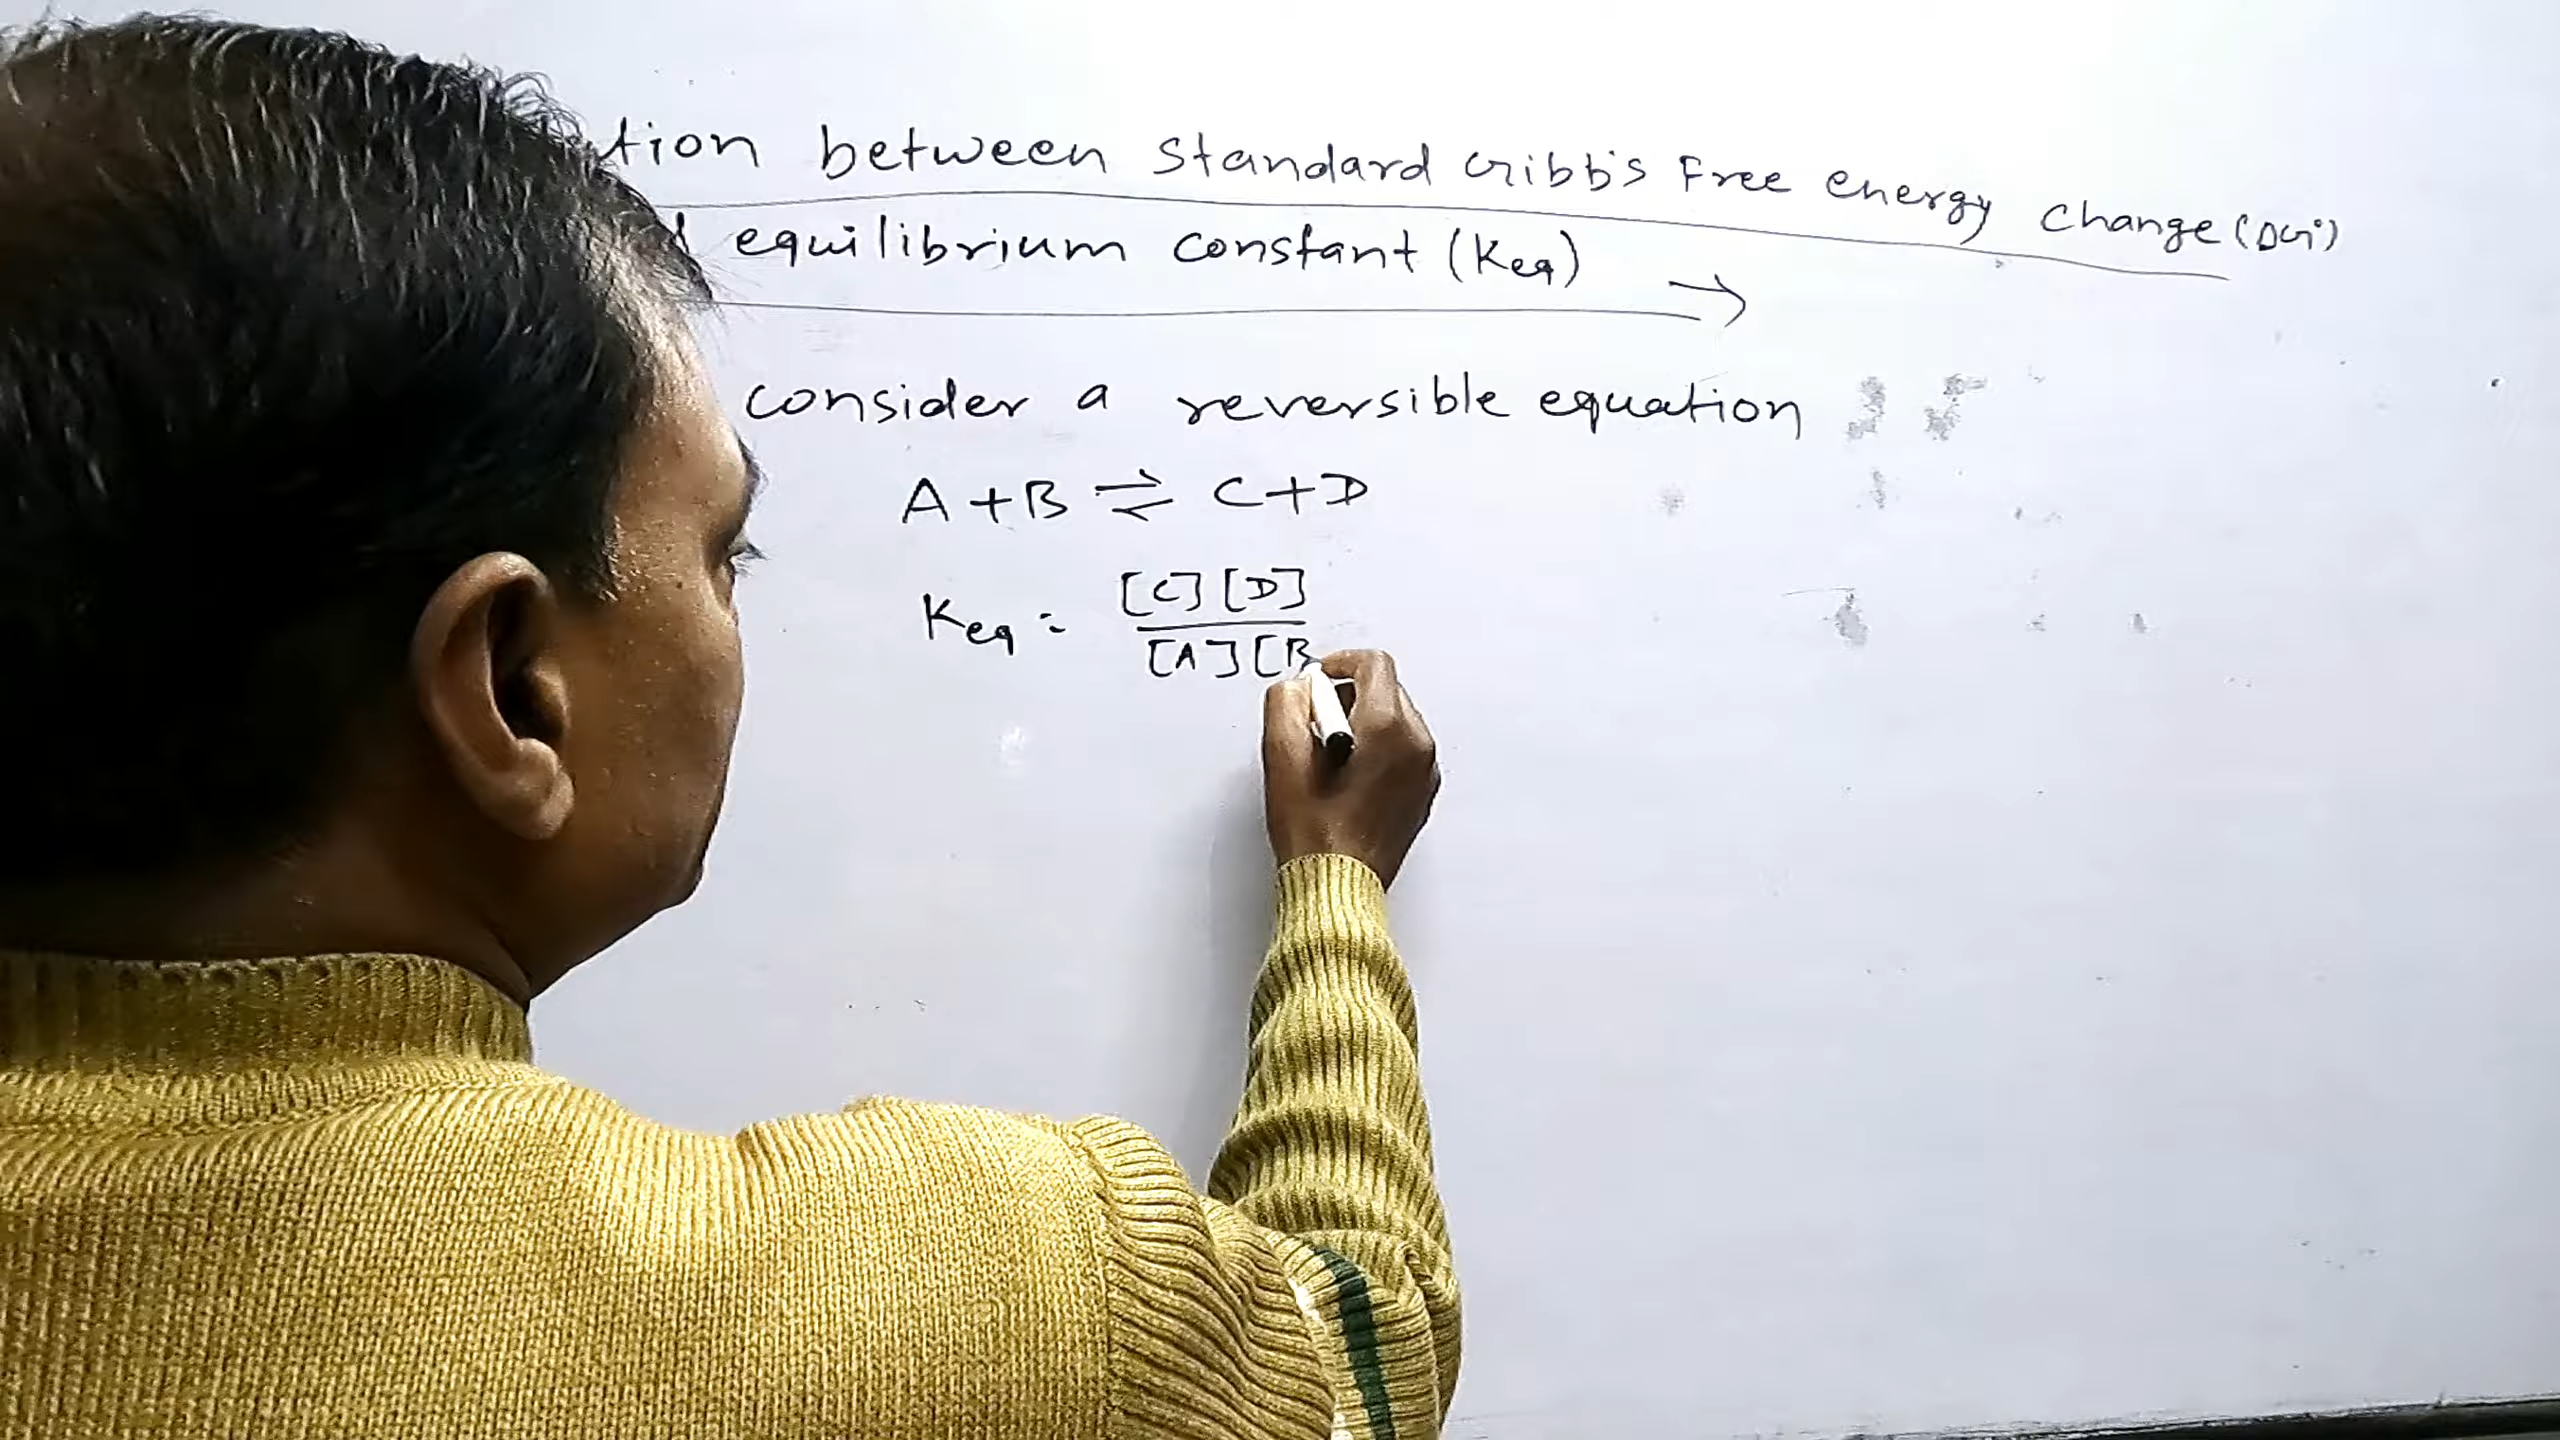 tion between Standard Gibb's Free energy change (ΔG°)
equilibrium constant (Keq) →
consider a reversible equation
A + B ⇌ C + D
Keq = [C] [D]
[A] [B